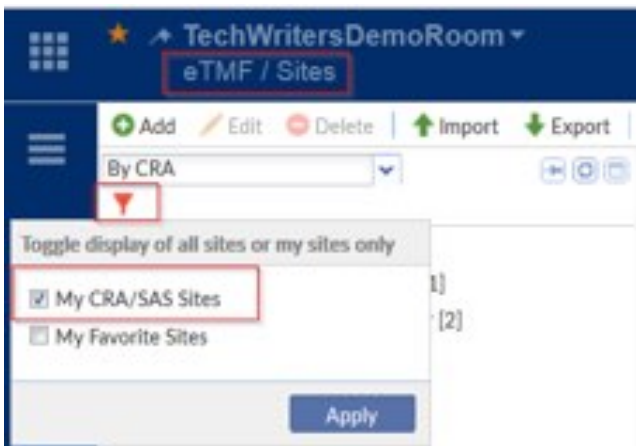 TechWritersDemoRoom
eTMF / Sites
Add Edit Delete Import Export
By CRA
Toggle display of all sites or my sites only
My CRA/SAS Sites
1]
[2]
My Favorite Sites
Apply